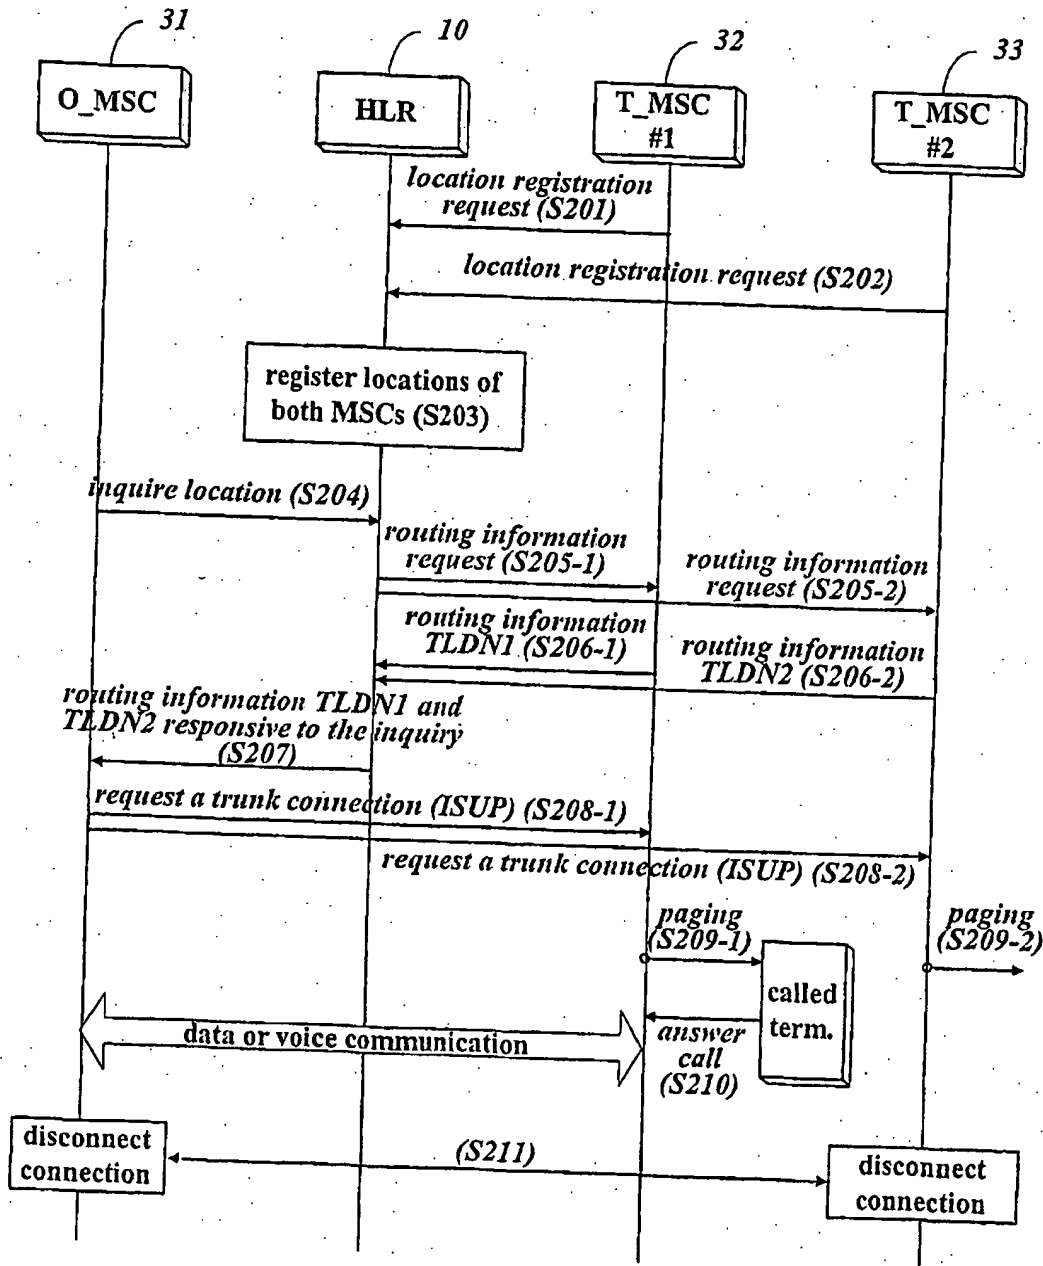 31
10
32
33
O_MSC
HLR
T_MSC
#1
T_MSC
#2
location registration
request (S201)
location registration request (S202)
register locations of
both MSCs (S203)
inquire location (S204)
routing information
request (S205-1)
routing information
request (S205-2)
routing information
TLDN1 (S206-1)
routing information
TLDN2 (S206-2)
routing information TLDN1 and
TLDN2 responsive to the inquiry
(S207)
request a trunk connection (ISUP) (S208-1)
request a trunk connection (ISUP) (S208-2)
paging
(S209-1)
paging
(S209-2)
called
term.
data or voice communication
answer
call
(S210)
disconnect
connection
(S211)
disconnect
connection